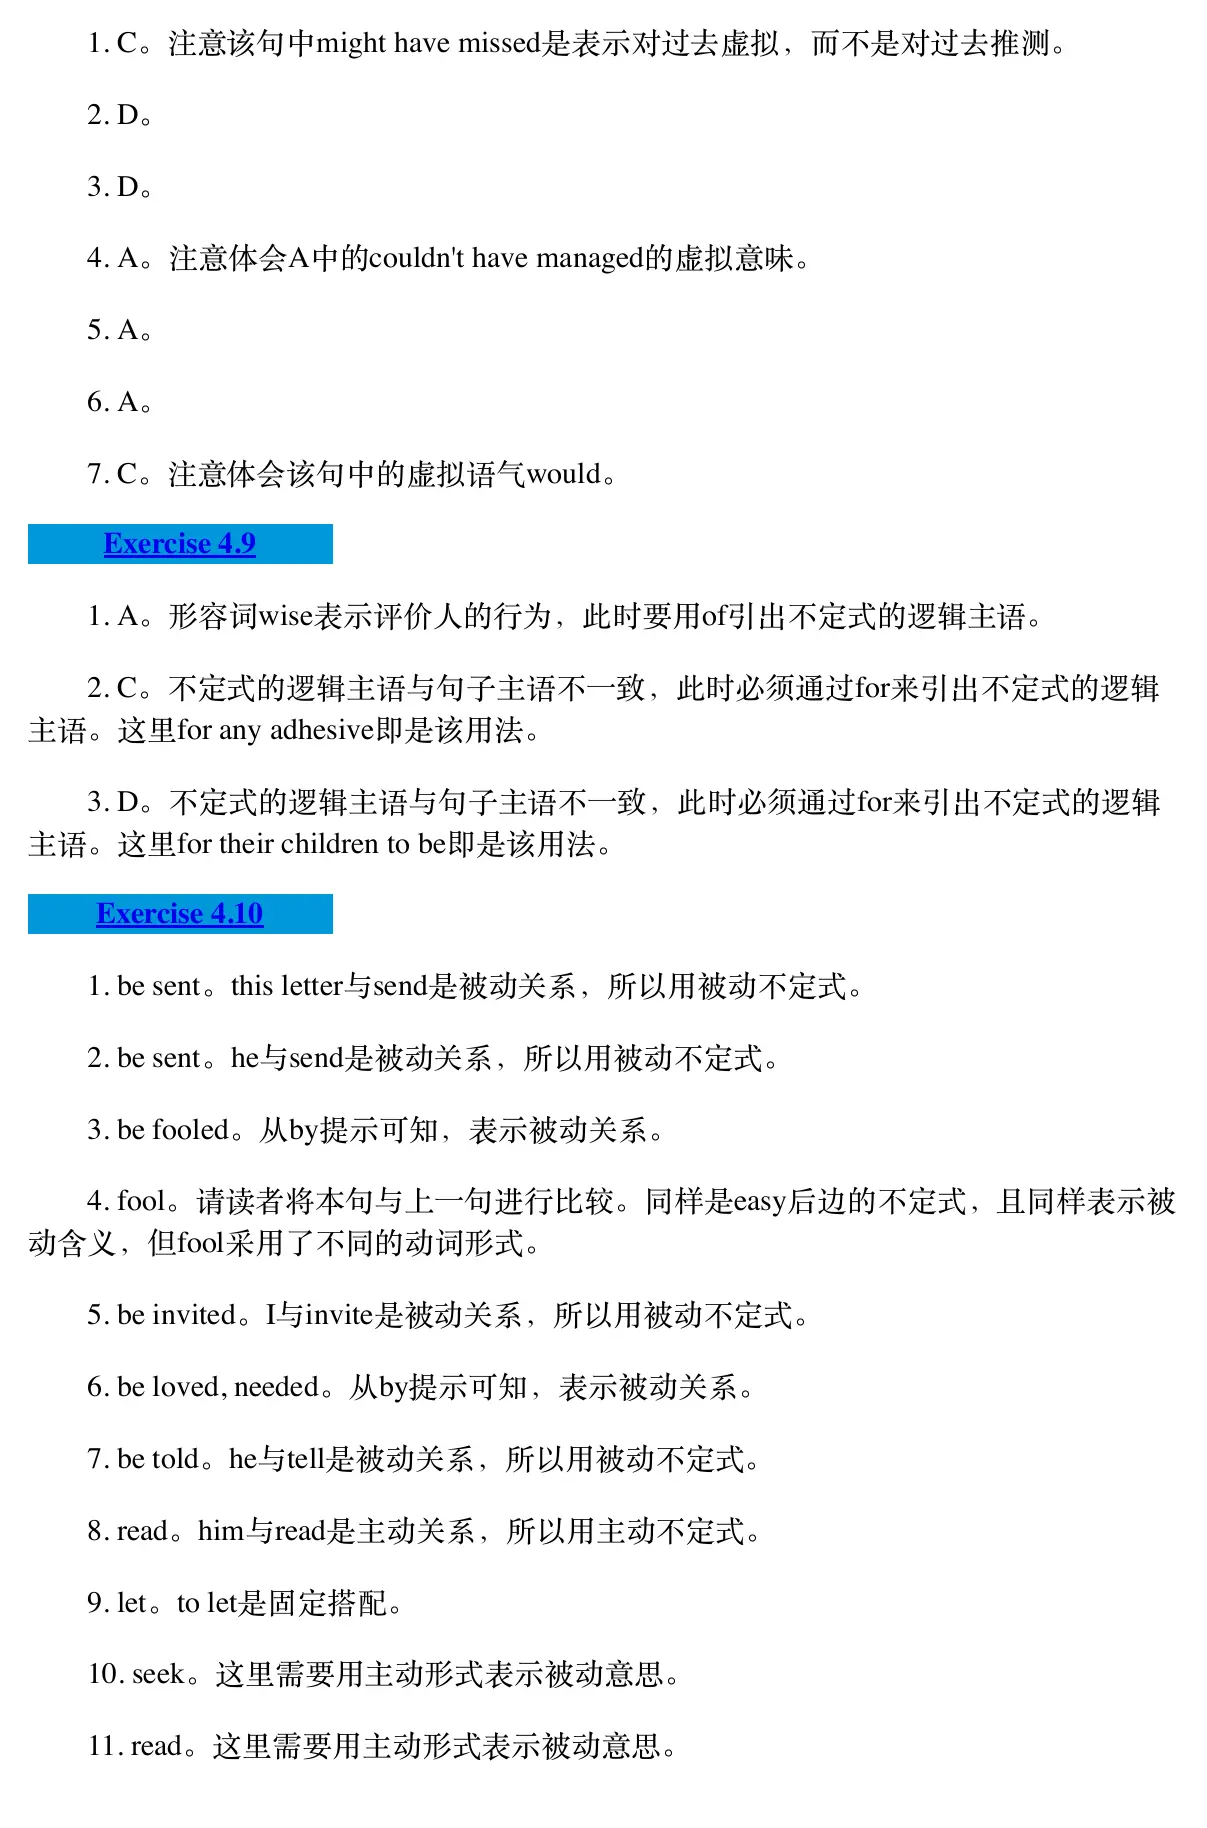 1. C。注意该句中might have missed是表示对过去虚拟，而不是对过去推测。
2. D。
3. D。
4. A。注意体会A中的couldn't have managed的虚拟意味。
5. A。
6. A。
7. C。注意体会该句中的虚拟语气would。
Exercise 4.9
1. A。形容词wise表示评价人的行为，此时要用of引出不定式的逻辑主语。
2. C。不定式的逻辑主语与句子主语不一致，此时必须通过for来引出不定式的逻辑
主语。这里for any adhesive即是该用法。
3. D。不定式的逻辑主语与句子主语不一致，此时必须通过for来引出不定式的逻辑
主语。这里for their children to be即是该用法。
Exercise 4.10
1. be sent。this letter与send是被动关系，所以用被动不定式。
2. be sent。he与send是被动关系，所以用被动不定式。
3. be fooled。从by提示可知，表示被动关系。
4. fool。请读者将本句与上一句进行比较。同样是easy后边的不定式，且同样表示被
动含义，但fool采用了不同的动词形式。
5. be invited。I与invite是被动关系，所以用被动不定式。
6. be loved, needed。从by提示可知，表示被动关系。
7. be told。he与tell是被动关系，所以用被动不定式。
8. read。him与read是主动关系，所以用主动不定式。
9. let。to let是固定搭配。
10. seek。这里需要用主动形式表示被动意思。
11. read。这里需要用主动形式表示被动意思。